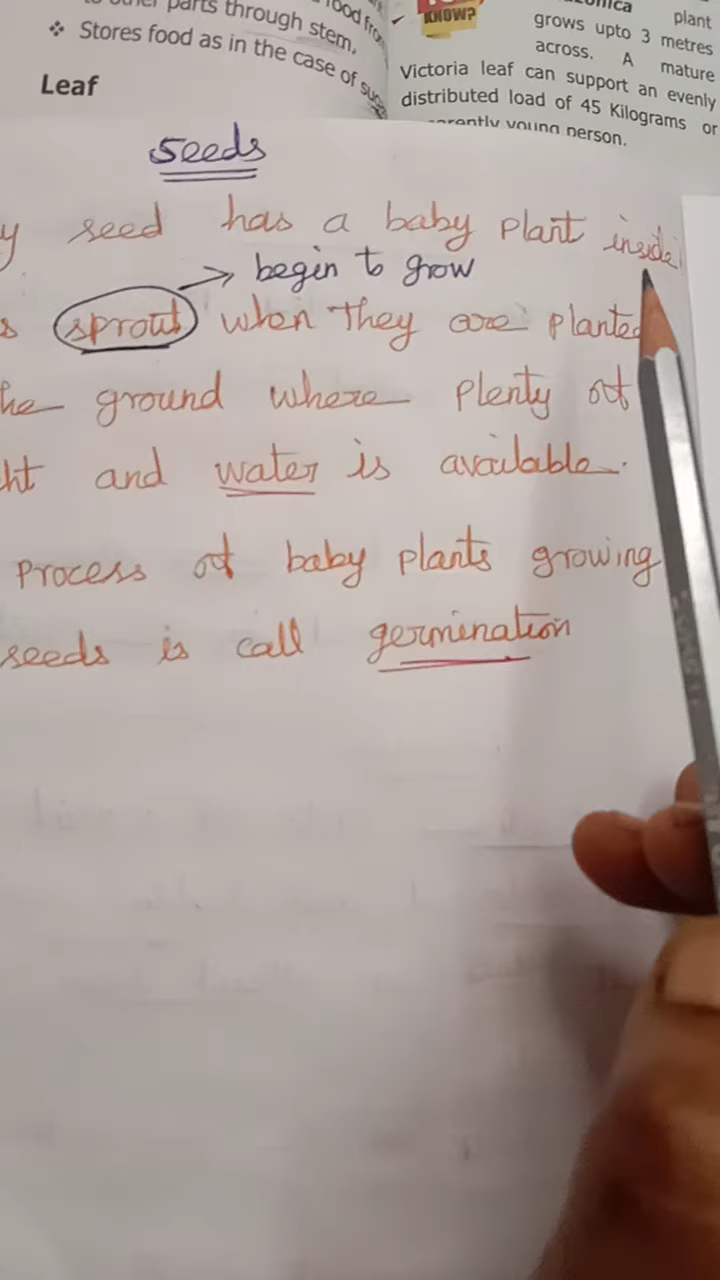 parts through stem,
❖ Stores food as in the case of
Leaf
KNOW?
plant
grows upto 3 metres
across. A mature
Victoria leaf can support an evenly
distributed load of 45 Kilograms or
young person.
seeds
seed has a baby plant inside
begin to grow
sprout when they are planted
ground where plenty of
and water is available.
process of baby plants growing
seeds is call germination